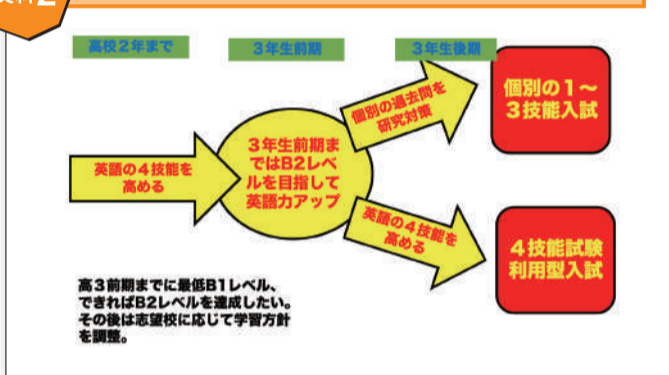 高校2年まで
3年生前期
3年生後期
英語の4技能を
高める
3年生前期ま
ではB2レベ
ルを目指して
英語力アップ
個別の過去問を
研究対策
英語の4技能を
高める
個別の1〜
3技能入試
4技能試験
利用型入試
高3前期までに最低B1レベル、
できればB2レベルを達成したい。
その後は志望校に応じて学習方針
を調整。